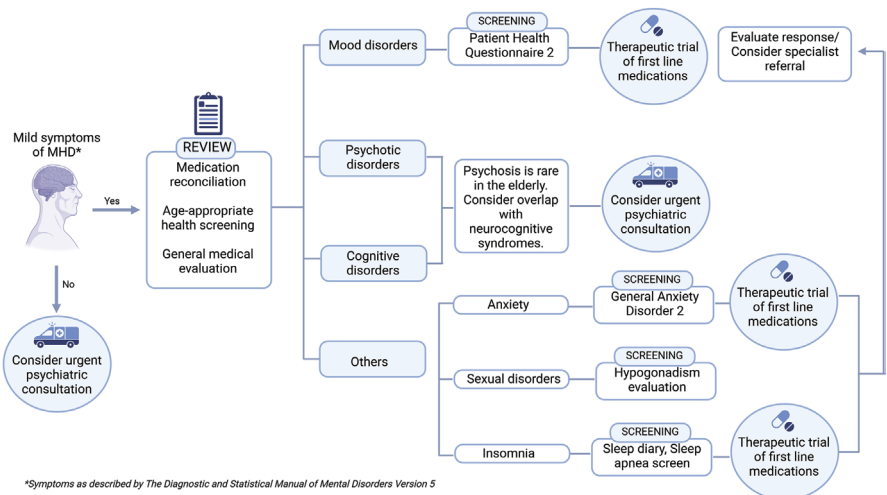 Mild symptoms
of MHD*
Yes
No
Consider urgent
psychiatric
consultation
REVIEW
Medication
reconciliation
Age-appropriate
health screening
General medical
evaluation
Mood disorders
SCREENING
Patient Health
Questionnaire 2
Therapeutic trial
of first line
medications
Evaluate response/
Consider specialist
referral
Psychotic
disorders
Cognitive
disorders
Psychosis is rare
in the elderly.
Consider overlap
with
neurocognitive
syndromes.
Consider urgent
psychiatric
consultation
Others
Anxiety
SCREENING
General Anxiety
Disorder 2
Therapeutic trial
of first line
medications
Sexual disorders
SCREENING
Hypogonadism
evaluation
Insomnia
SCREENING
Sleep diary, Sleep
apnea screen
Therapeutic trial
of first line
medications
*Symptoms as described by The Diagnostic and Statistical Manual of Mental Disorders Version 5